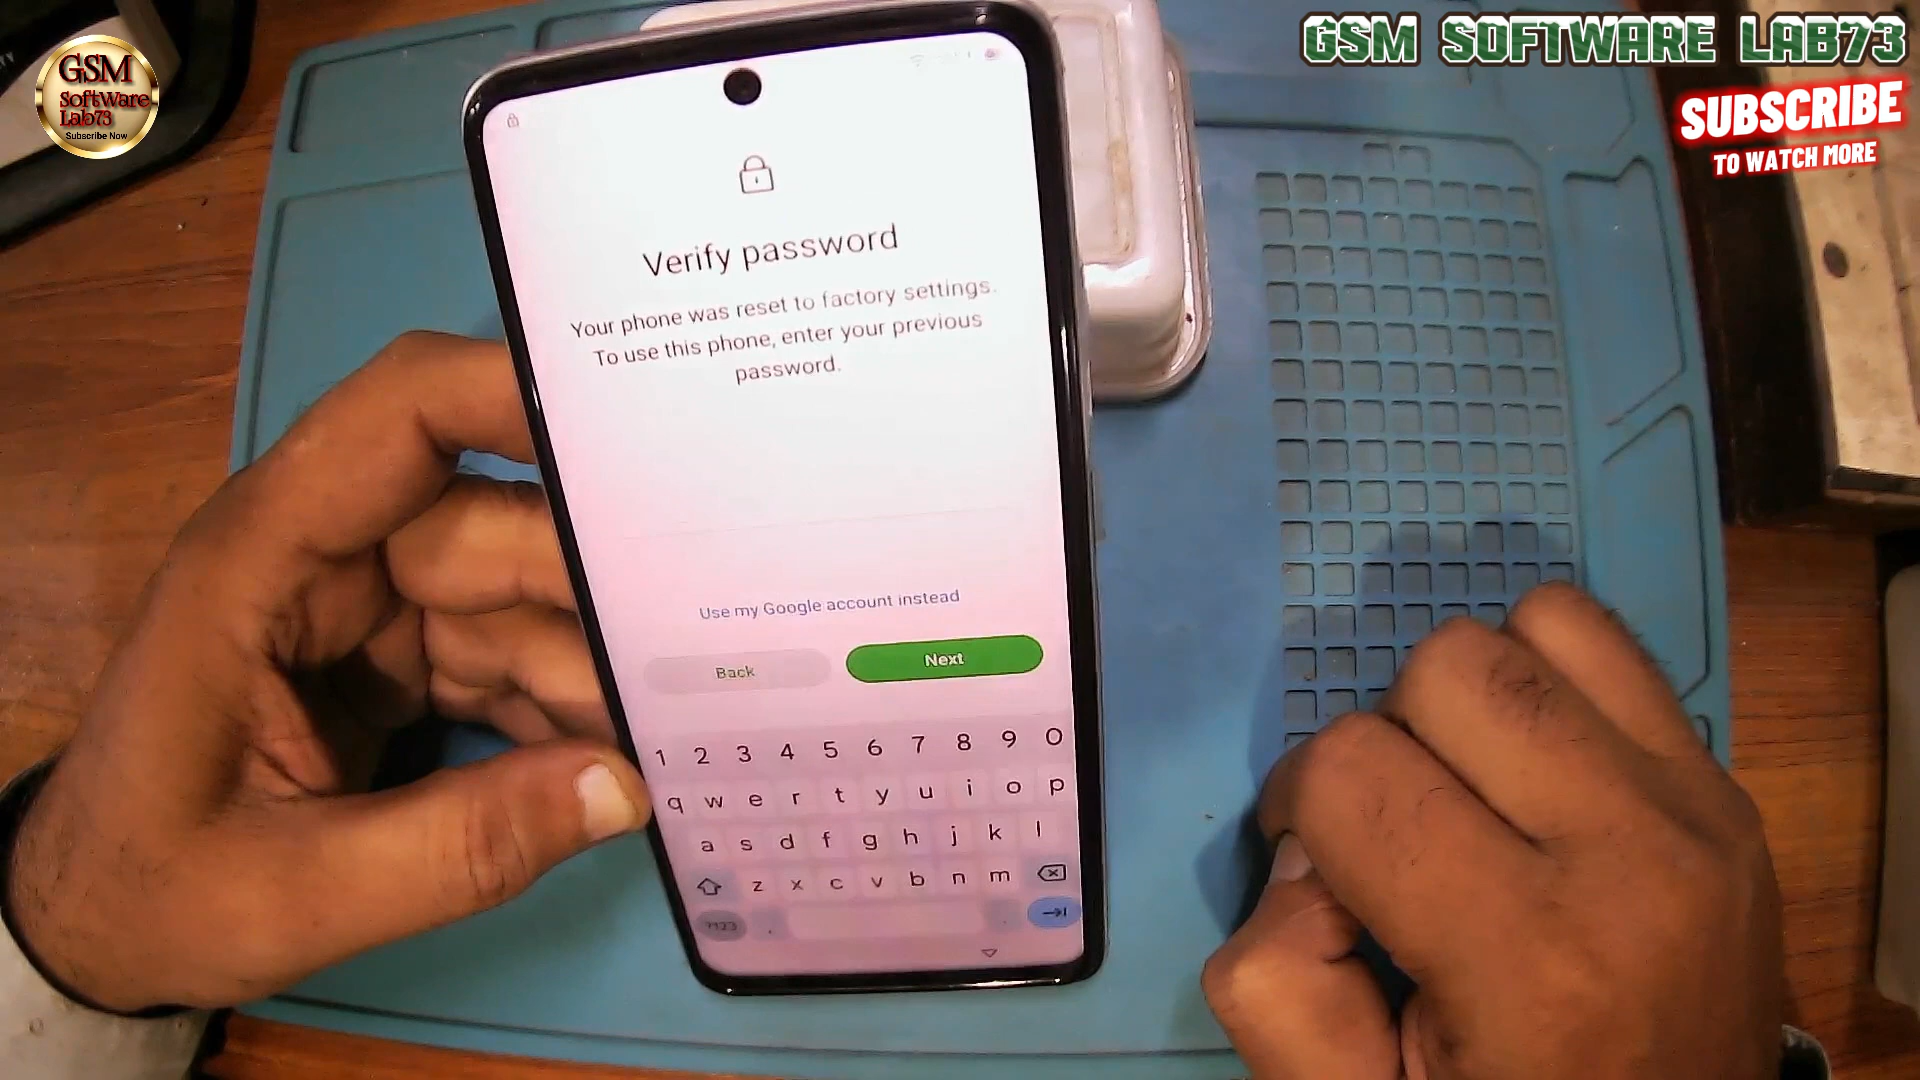 GSM
SoftWare
Lab73
Subscribe Now
GSM SOFTWARE LAB73
SUBSCRIBE
TO WATCH MORE
Verify password
Your phone was reset to factory settings.
To use this phone, enter your previous
password.
Use my Google account instead
Back
Next
1 2 3 4 5 6 7 8 9 0
q w e r t y u i o p
a s d f g h j k l
z x c v b n m
?123 , .